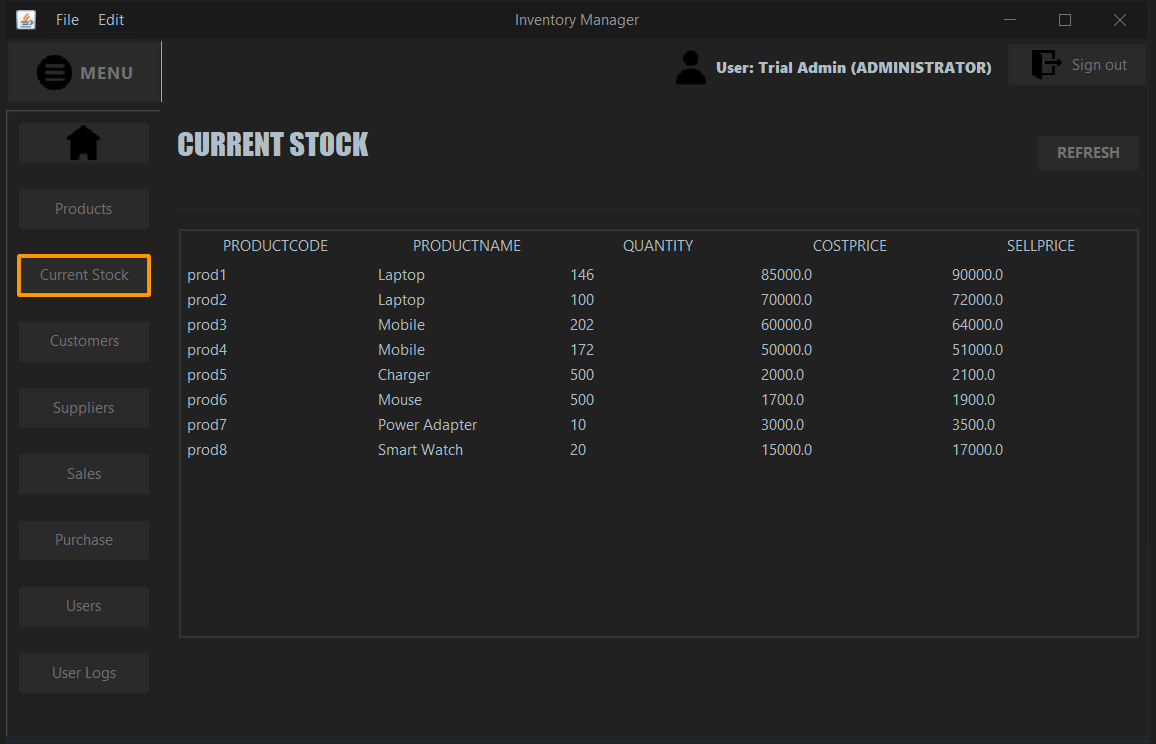 File Edit Inventory Manager
MENU User: Trial Admin (ADMINISTRATOR) Sign out
CURRENT STOCK
REFRESH
Products
Current Stock
Customers
Suppliers
Sales
Purchase
Users
User Logs
PRODUCTCODE PRODUCTNAME QUANTITY COSTPRICE SELLPRICE
prod1 Laptop 146 85000.0 90000.0
prod2 Laptop 100 70000.0 72000.0
prod3 Mobile 202 60000.0 64000.0
prod4 Mobile 172 50000.0 51000.0
prod5 Charger 500 2000.0 2100.0
prod6 Mouse 500 1700.0 1900.0
prod7 Power Adapter 10 3000.0 3500.0
prod8 Smart Watch 20 15000.0 17000.0